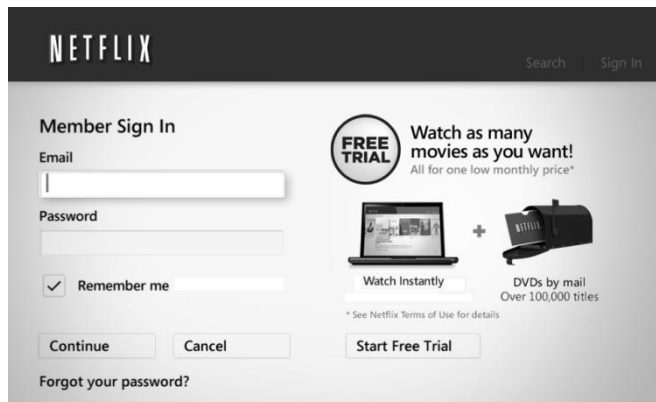 NETFLIX
Search
Sign In
Member Sign In
Email
Password
Remember me
Continue
Cancel
Forgot your password?
FREE
TRIAL
Watch as many
movies as you want!
All for one low monthly price*
NETFLIX
Watch Instantly
+
DVDs by mail
Over 100,000 titles
* See Netflix Terms of Use for details
Start Free Trial